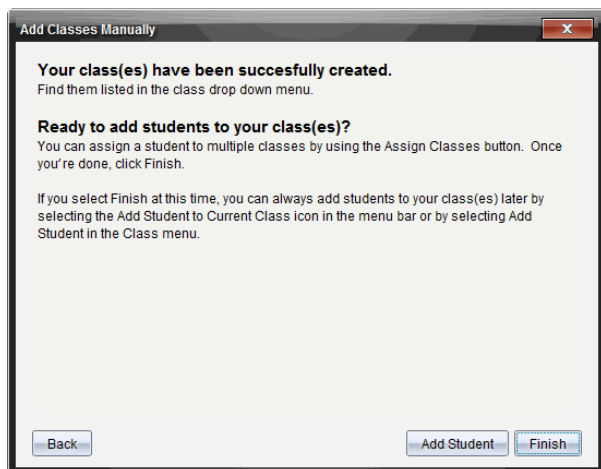 Add Classes Manually
X
Your class(es) have been succesfully created.
Find them listed in the class drop down menu.
Ready to add students to your class(es)?
You can assign a student to multiple classes by using the Assign Classes button. Once
you're done, click Finish.
If you select Finish at this time, you can always add students to your class(es) later by
selecting the Add Student to Current Class icon in the menu bar or by selecting Add
Student in the Class menu.
Back Add Student Finish